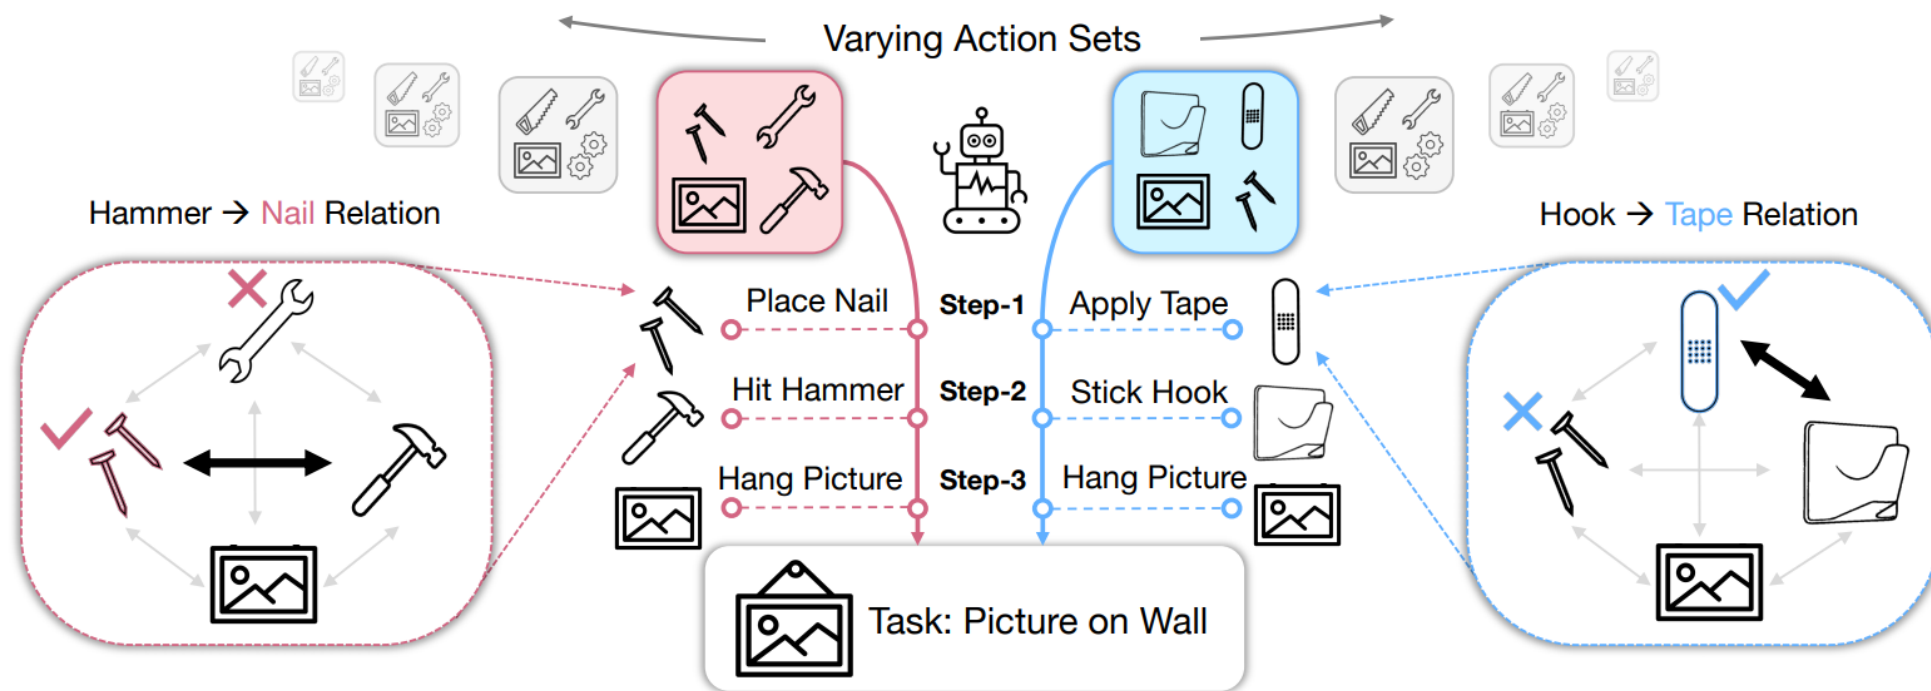 Varying Action Sets
Hammer → Nail Relation
Hook → Tape Relation
Place Nail
Step-1
Apply Tape
Hit Hammer
Step-2
Stick Hook
Hang Picture
Step-3
Hang Picture
Task: Picture on Wall